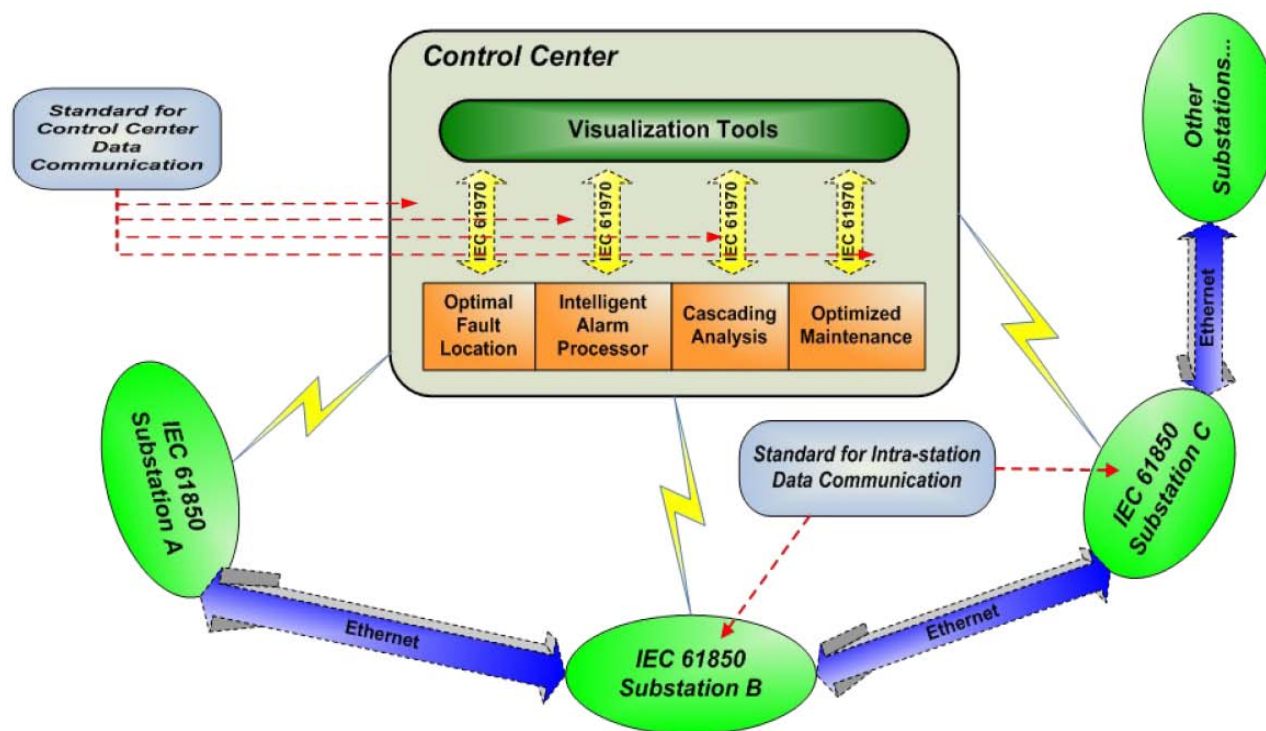 Control Center
Standard for
Control Center
Data
Communication
Visualization Tools
IEC 61970
IEC 61970
IEC 61970
IEC 61970
Optimal
Fault
Location
Intelligent
Alarm
Processor
Cascading
Analysis
Optimized
Maintenance
Other
Substations...
Ethernet
IEC 61850
Substation A
Standard for Intra-station
Data Communication
IEC 61850
Substation C
Ethernet
Ethernet
IEC 61850
Substation B